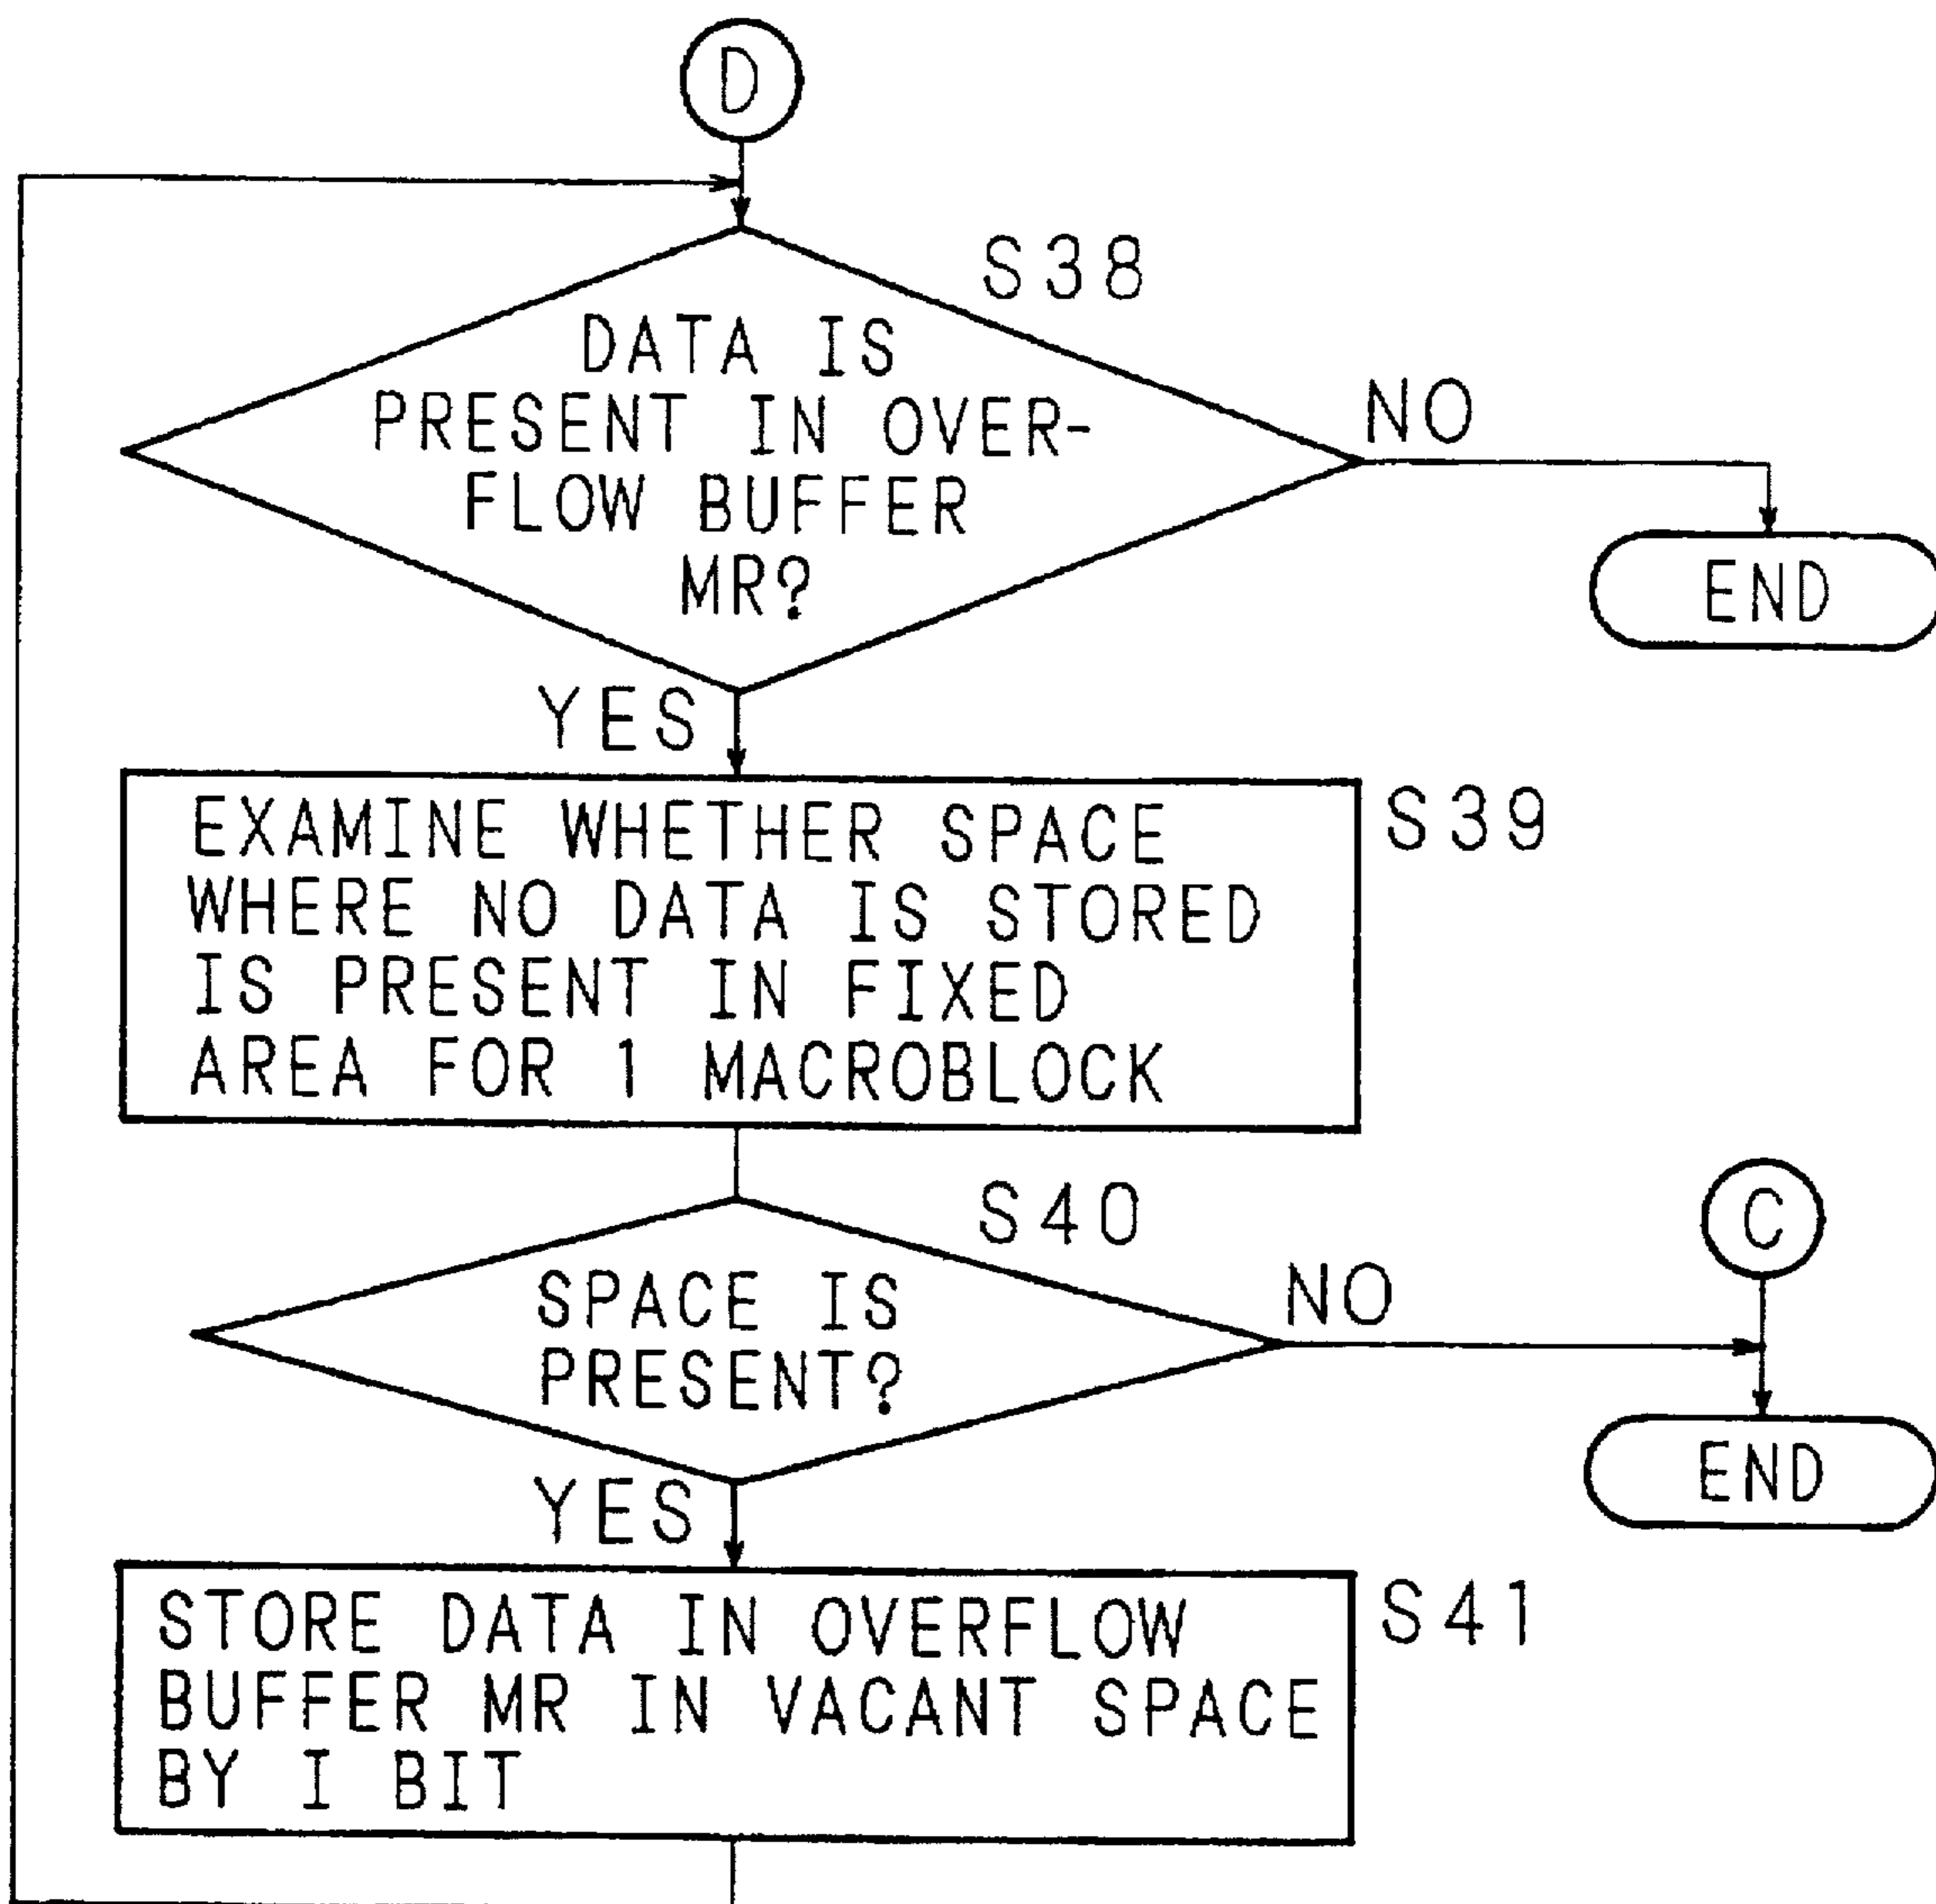 D
S38
DATA IS
PRESENT IN OVER-
FLOW BUFFER
MR?
NO
END
YES
EXAMINE WHETHER SPACE
WHERE NO DATA IS STORED
IS PRESENT IN FIXED
AREA FOR 1 MACROBLOCK
S39
S40
SPACE IS
PRESENT?
NO
C
END
YES
STORE DATA IN OVERFLOW
BUFFER MR IN VACANT SPACE
BY I BIT
S41